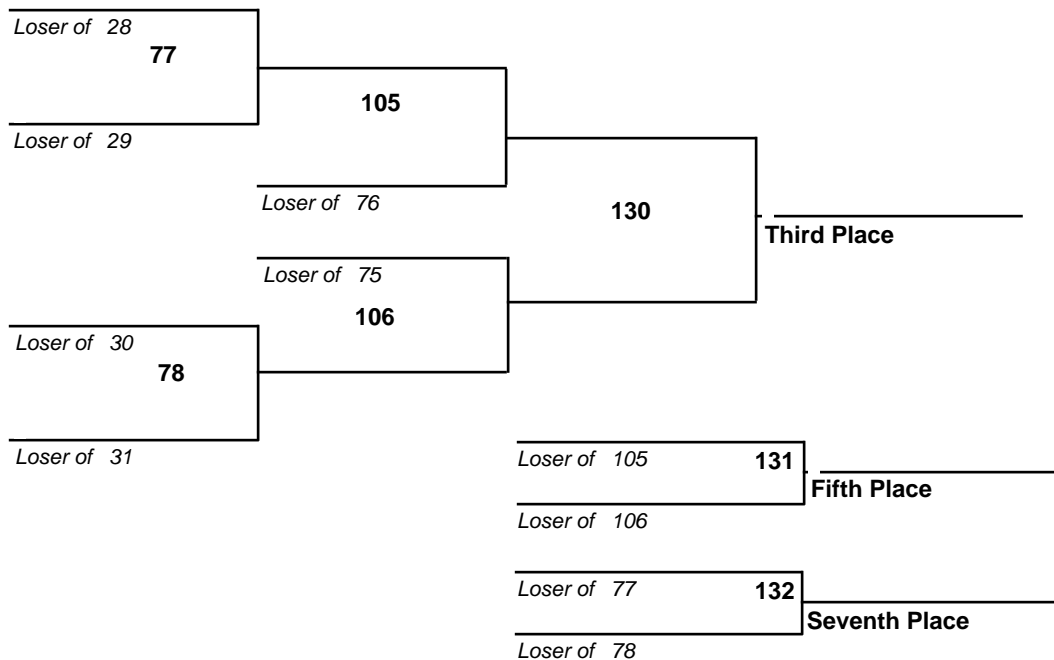 Loser of 28
77
105
Loser of 29
Loser of 76
130
Third Place
Loser of 75
106
Loser of 30
78
Loser of 31
Loser of 105
131
Fifth Place
Loser of 106
Loser of 77
132
Seventh Place
Loser of 78